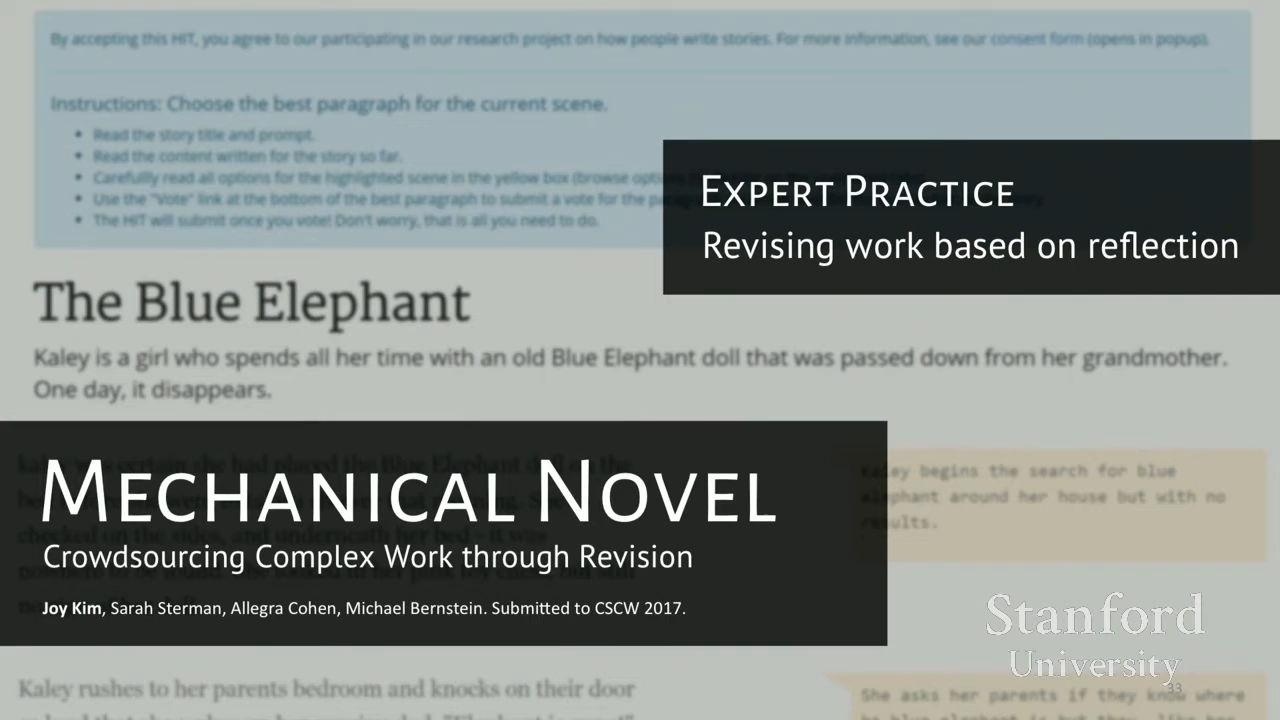 By accepting this HIT, you agree to our participating in our research project on how people write stories. For more information, see our consent form (opens in popup).
Instructions: Choose the best paragraph for the current scene.
• Read the story title and prompt.
• Read the content written for the story so far.
• Carefullly read all options for the highlighted scene in the yellow box (browse options
• Use the "Vote" link at the bottom of the best paragraph to submit a vote for the
• The HIT will submit once you vote! Don't worry, that is all you need to do.
EXPERT PRACTICE
Revising work based on reflection
The Blue Elephant
Kaley is a girl who spends all her time with an old Blue Elephant doll that was passed down from her grandmother.
One day, it disappears.
MECHANICAL NOVEL
Crowdsourcing Complex Work through Revision
Joy Kim, Sarah Sterman, Allegra Cohen, Michael Bernstein. Submitted to CSCW 2017.
Kaley begins the search for blue
elephant around her house but with no
results.
Stanford
University
33
Kaley rushes to her parents bedroom and knocks on their door
She asks her parents if they know where